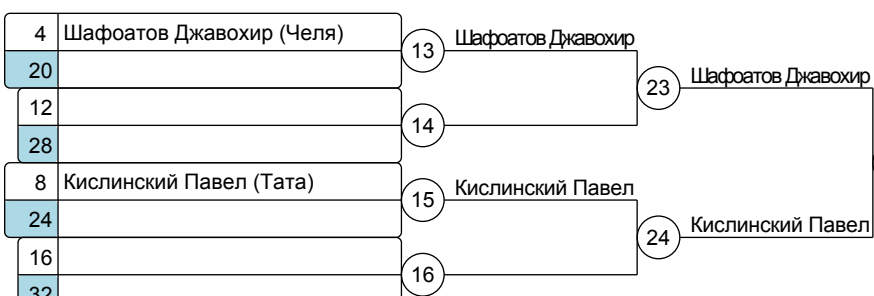 4 Шафоатов Джавохир (Челя)
20
12
28
8 Кислинский Павел (Тата)
24
16
32
13 Шафоатов Джавохир
14
15 Кислинский Павел
16
23 Шафоатов Джавохир
24 Кислинский Павел